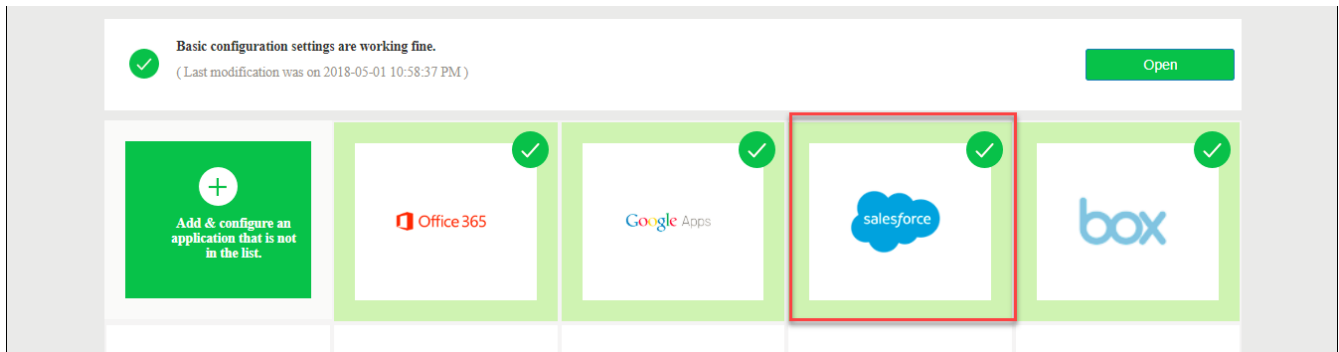 Basic configuration settings are working fine.
( Last modification was on 2018-05-01 10:58:37 PM )
Open
Add & configure an
application that is not
in the list.
Office 365
Google Apps
salesforce
box